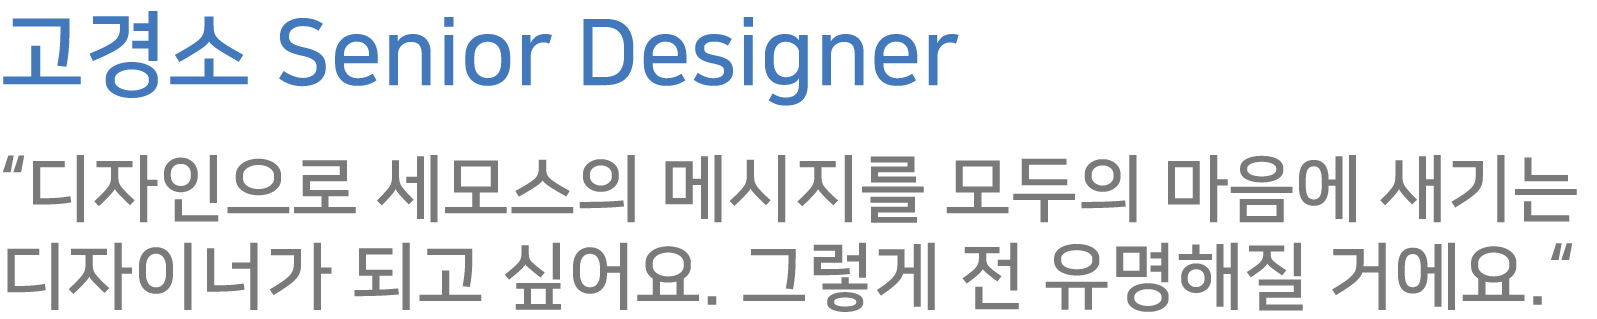 고경소 Senior Designer
“디자인으로 세모스의 메시지를 모두의 마음에 새기는
디자이너가 되고 싶어요. 그렇게 전 유명해질 거에요.“